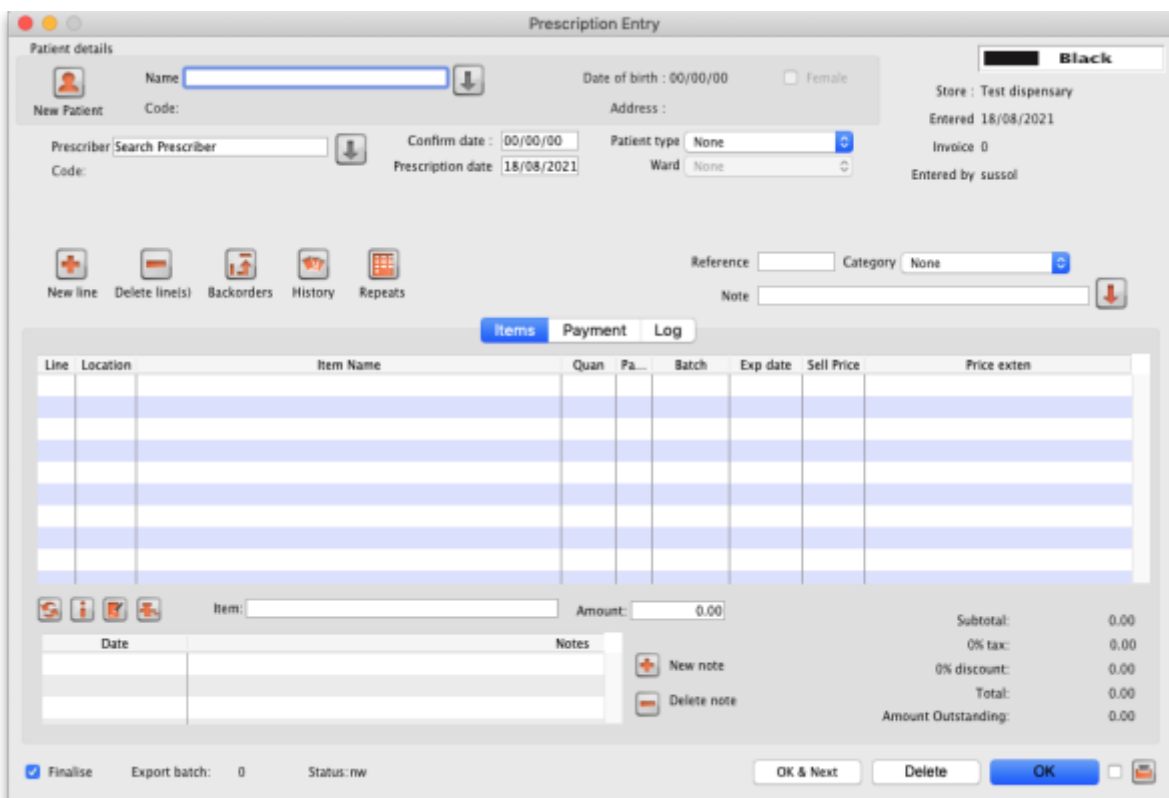 Prescription Entry
Patient details
Black
Name
Date of birth : 00/00/00
Female
New Patient
Code:
Address :
Store : Test dispensary
Entered 18/08/2021
Prescriber Search Prescriber
Confirm date : 00/00/00
Patient type None
Invoice 0
Code:
Prescription date 18/08/2021
Ward None
Entered by sussol
Reference
Category None
New line
Delete line(s)
Backorders
History
Repeats
Note
Items Payment Log
Line Location Item Name Quan Pa... Batch Exp date Sell Price Price exten
Item:
Amount: 0.00
Subtotal: 0.00
Date Notes
0% tax: 0.00
New note
0% discount: 0.00
Total: 0.00
Delete note
Amount Outstanding: 0.00
Finalise
Export batch: 0
Status: nw
OK & Next
Delete
OK